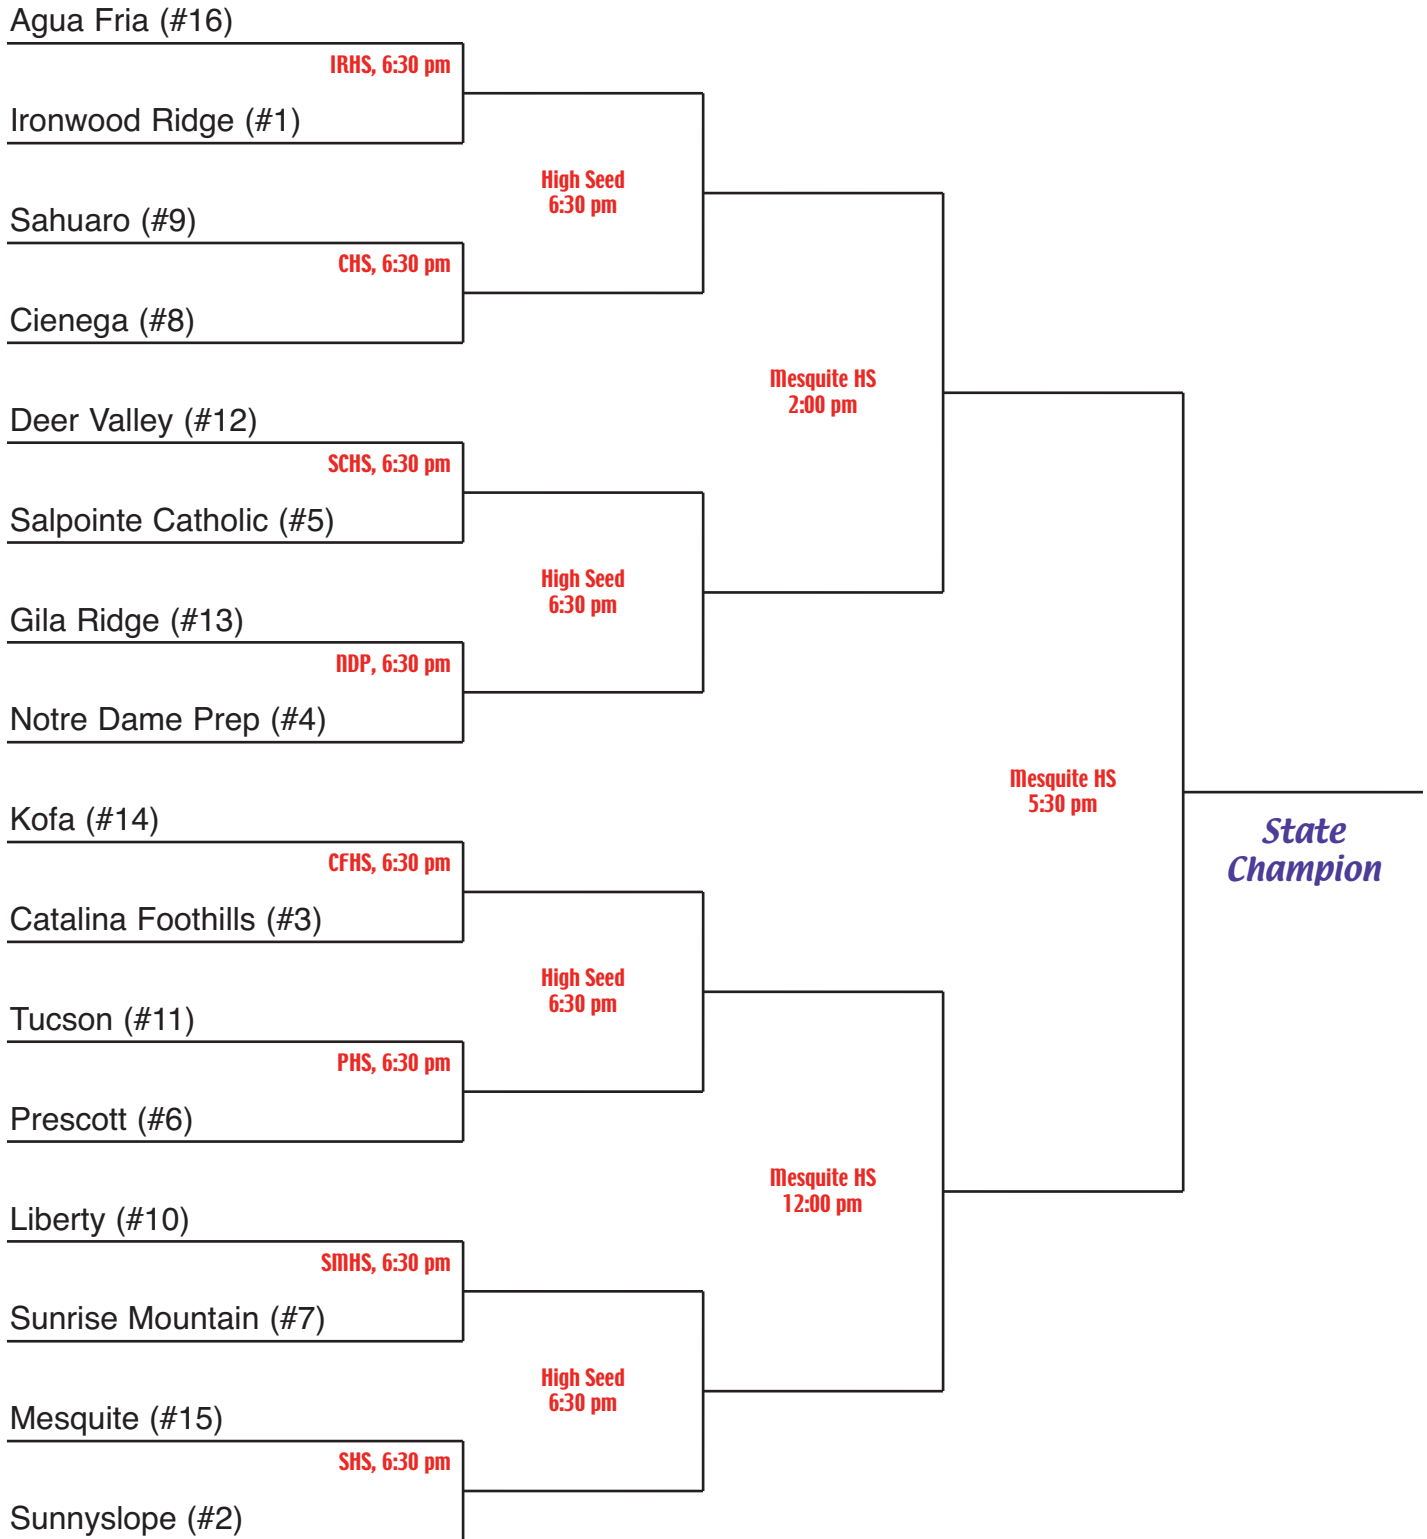 Agua Fria (#16)
IRHS, 6:30 pm
Ironwood Ridge (#1)
High Seed
6:30 pm
Sahuaro (#9)
CHS, 6:30 pm
Cienega (#8)
Mesquite HS
2:00 pm
Deer Valley (#12)
SCHS, 6:30 pm
Salpointe Catholic (#5)
High Seed
6:30 pm
Gila Ridge (#13)
NDP, 6:30 pm
Notre Dame Prep (#4)
Mesquite HS
5:30 pm
State
Champion
Kofa (#14)
CFHS, 6:30 pm
Catalina Foothills (#3)
High Seed
6:30 pm
Tucson (#11)
PHS, 6:30 pm
Prescott (#6)
Mesquite HS
12:00 pm
Liberty (#10)
SMHS, 6:30 pm
Sunrise Mountain (#7)
High Seed
6:30 pm
Mesquite (#15)
SHS, 6:30 pm
Sunnyslope (#2)